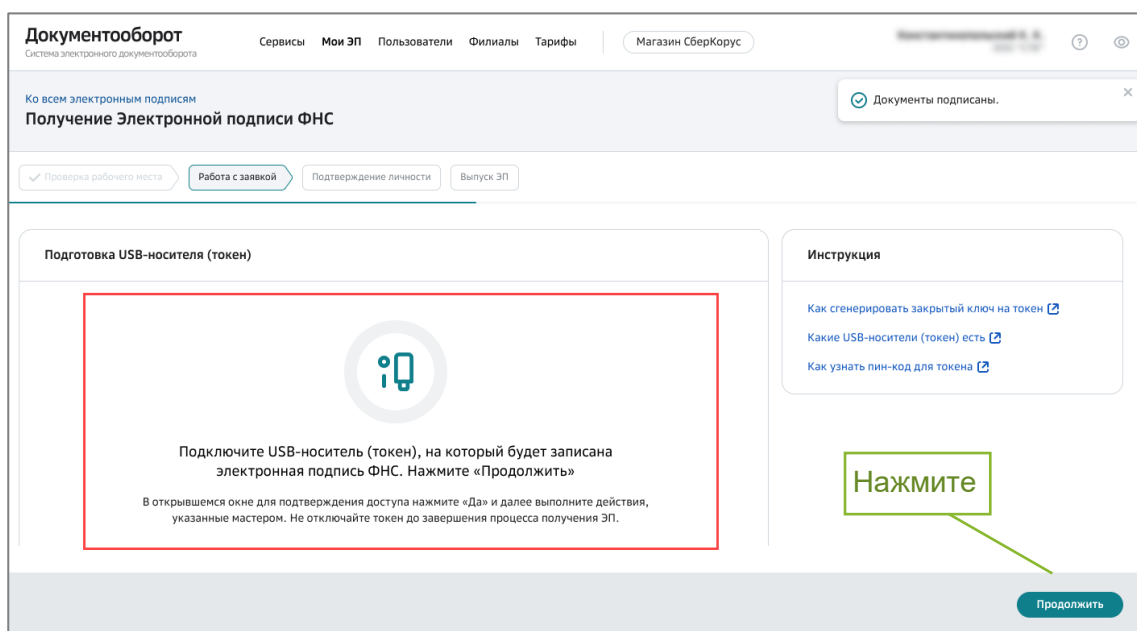 Документооборот
Система электронного документооборота
Сервисы Мои ЭП Пользователи Филиалы Тарифы Магазин СберКорус
Ко всем электронным подписям
Получение Электронной подписи ФНС
Документы подписаны.
Проверка рабочего места Работа с заявкой Подтверждение личности Выпуск ЭП
Подготовка USB-носителя (токен)
Подключите USB-носитель (токен), на который будет записана
электронная подпись ФНС. Нажмите «Продолжить»
В открывшемся окне для подтверждения доступа нажмите «Да» и далее выполните действия,
указанные мастером. Не отключайте токен до завершения процесса получения ЭП.
Инструкция
Как сгенерировать закрытый ключ на токен
Какие USB-носители (токен) есть
Как узнать пин-код для токена
Нажмите
Продолжить